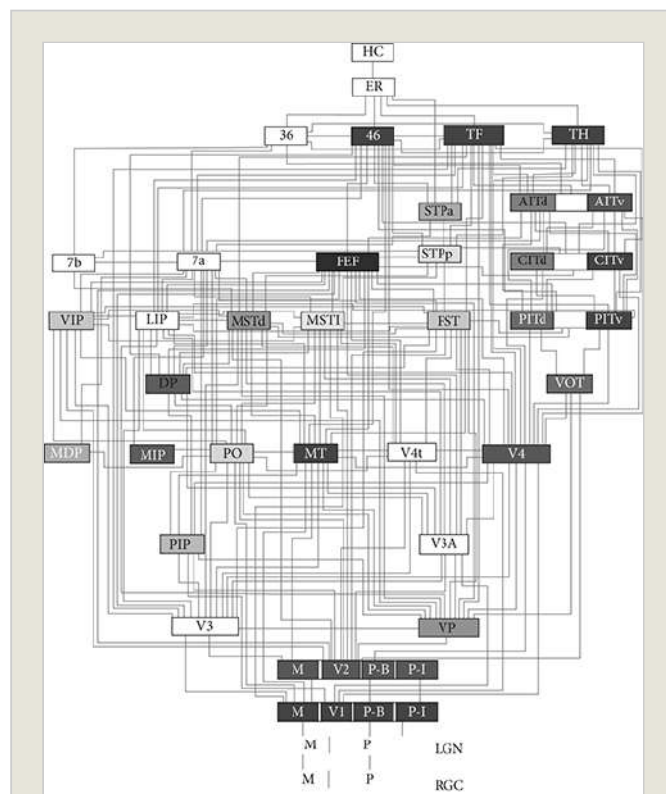 HC
ER
36 46 TF TH
STPa AITd AITv
7b 7a FEF STPp CITd CITv
VIP LIP MSTd MSTl FST PITd PITv
DP VOT
MDP MIP PO MT V4t V4
PIP V3A
V3 VP
M V2 P-B P-I
M V1 P-B P-I
M P LGN
M P RGC